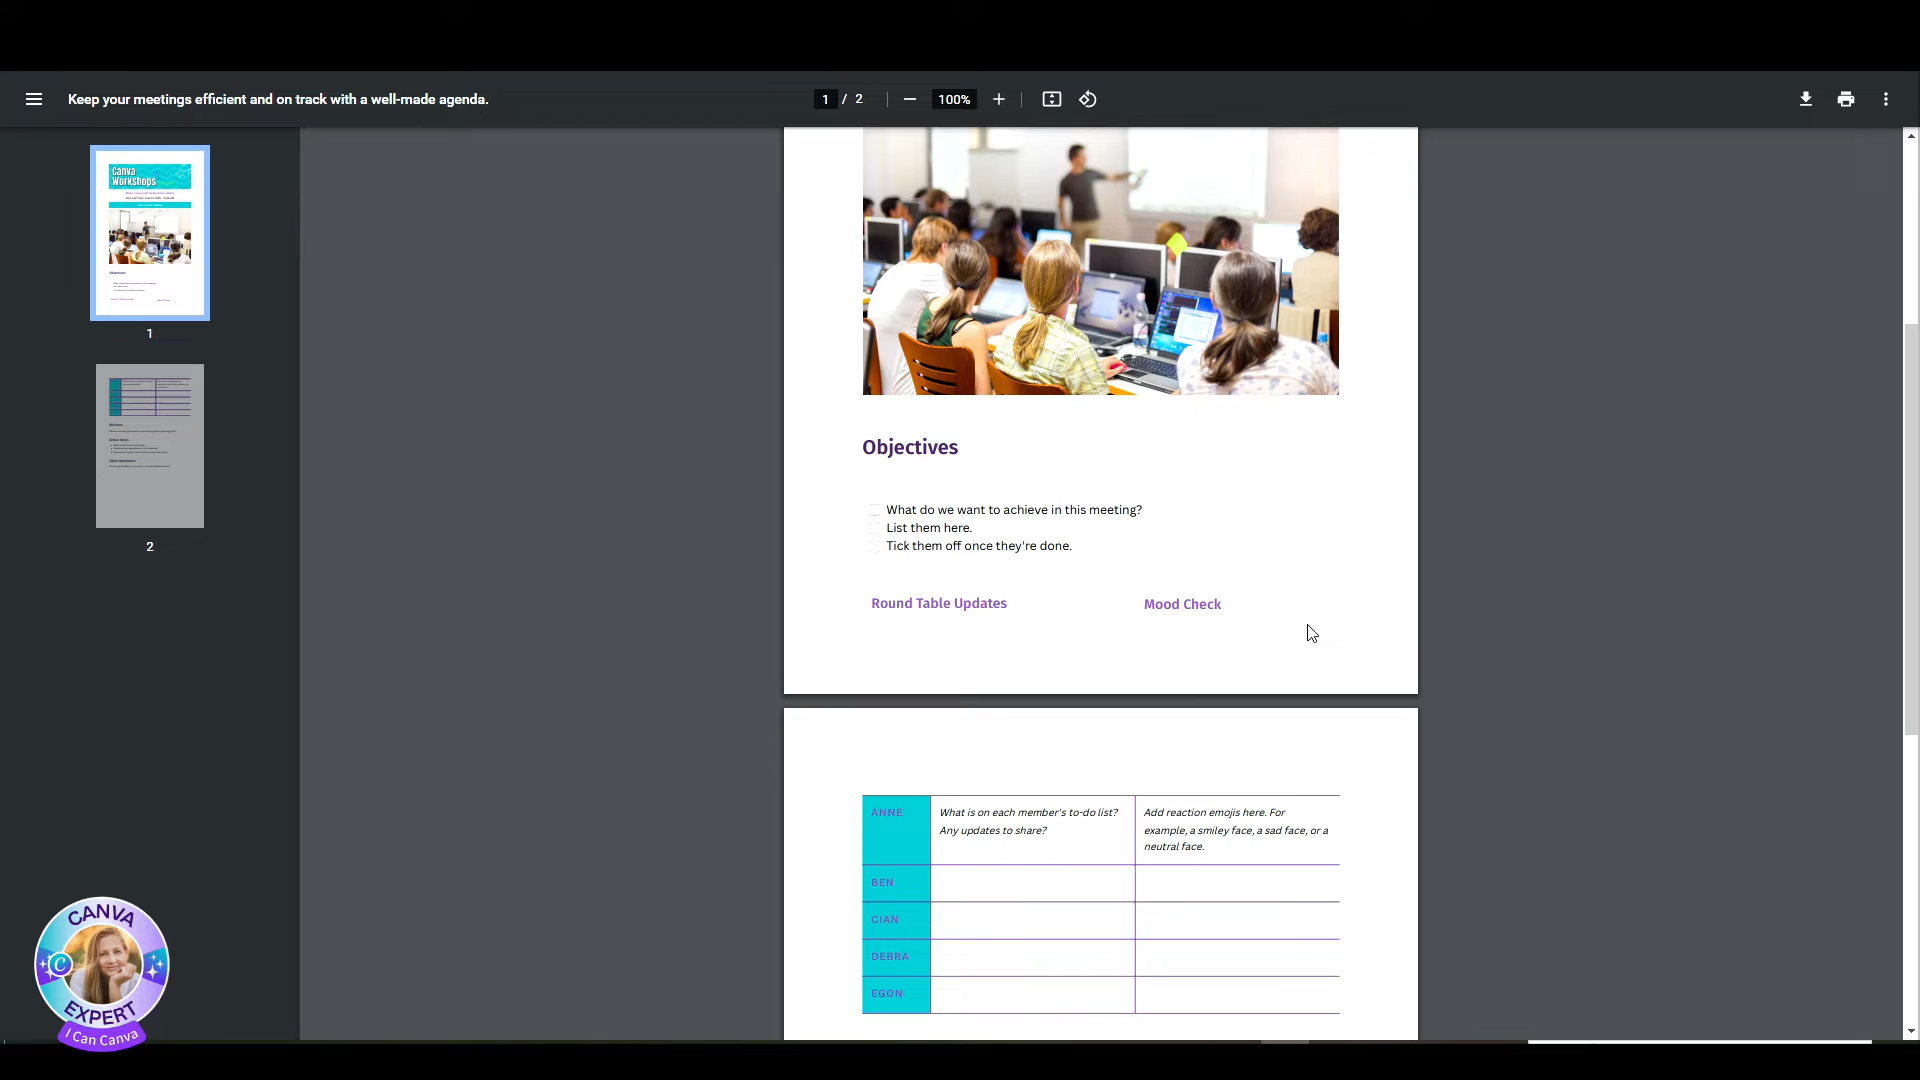 Keep your meetings efficient and on track with a well-made agenda.
1 / 2
100%
Canva
Workshops
Objectives
1
2
Objectives
What do we want to achieve in this meeting?
List them here.
Tick them off once they're done.
Round Table Updates
Mood Check
ANNE
What is on each member's to-do list?
Any updates to share?
Add reaction emojis here. For
example, a smiley face, a sad face, or a
neutral face.
BEN
CIAN
DEBRA
EGON
CANVA
C
EXPERT
I Can Canva